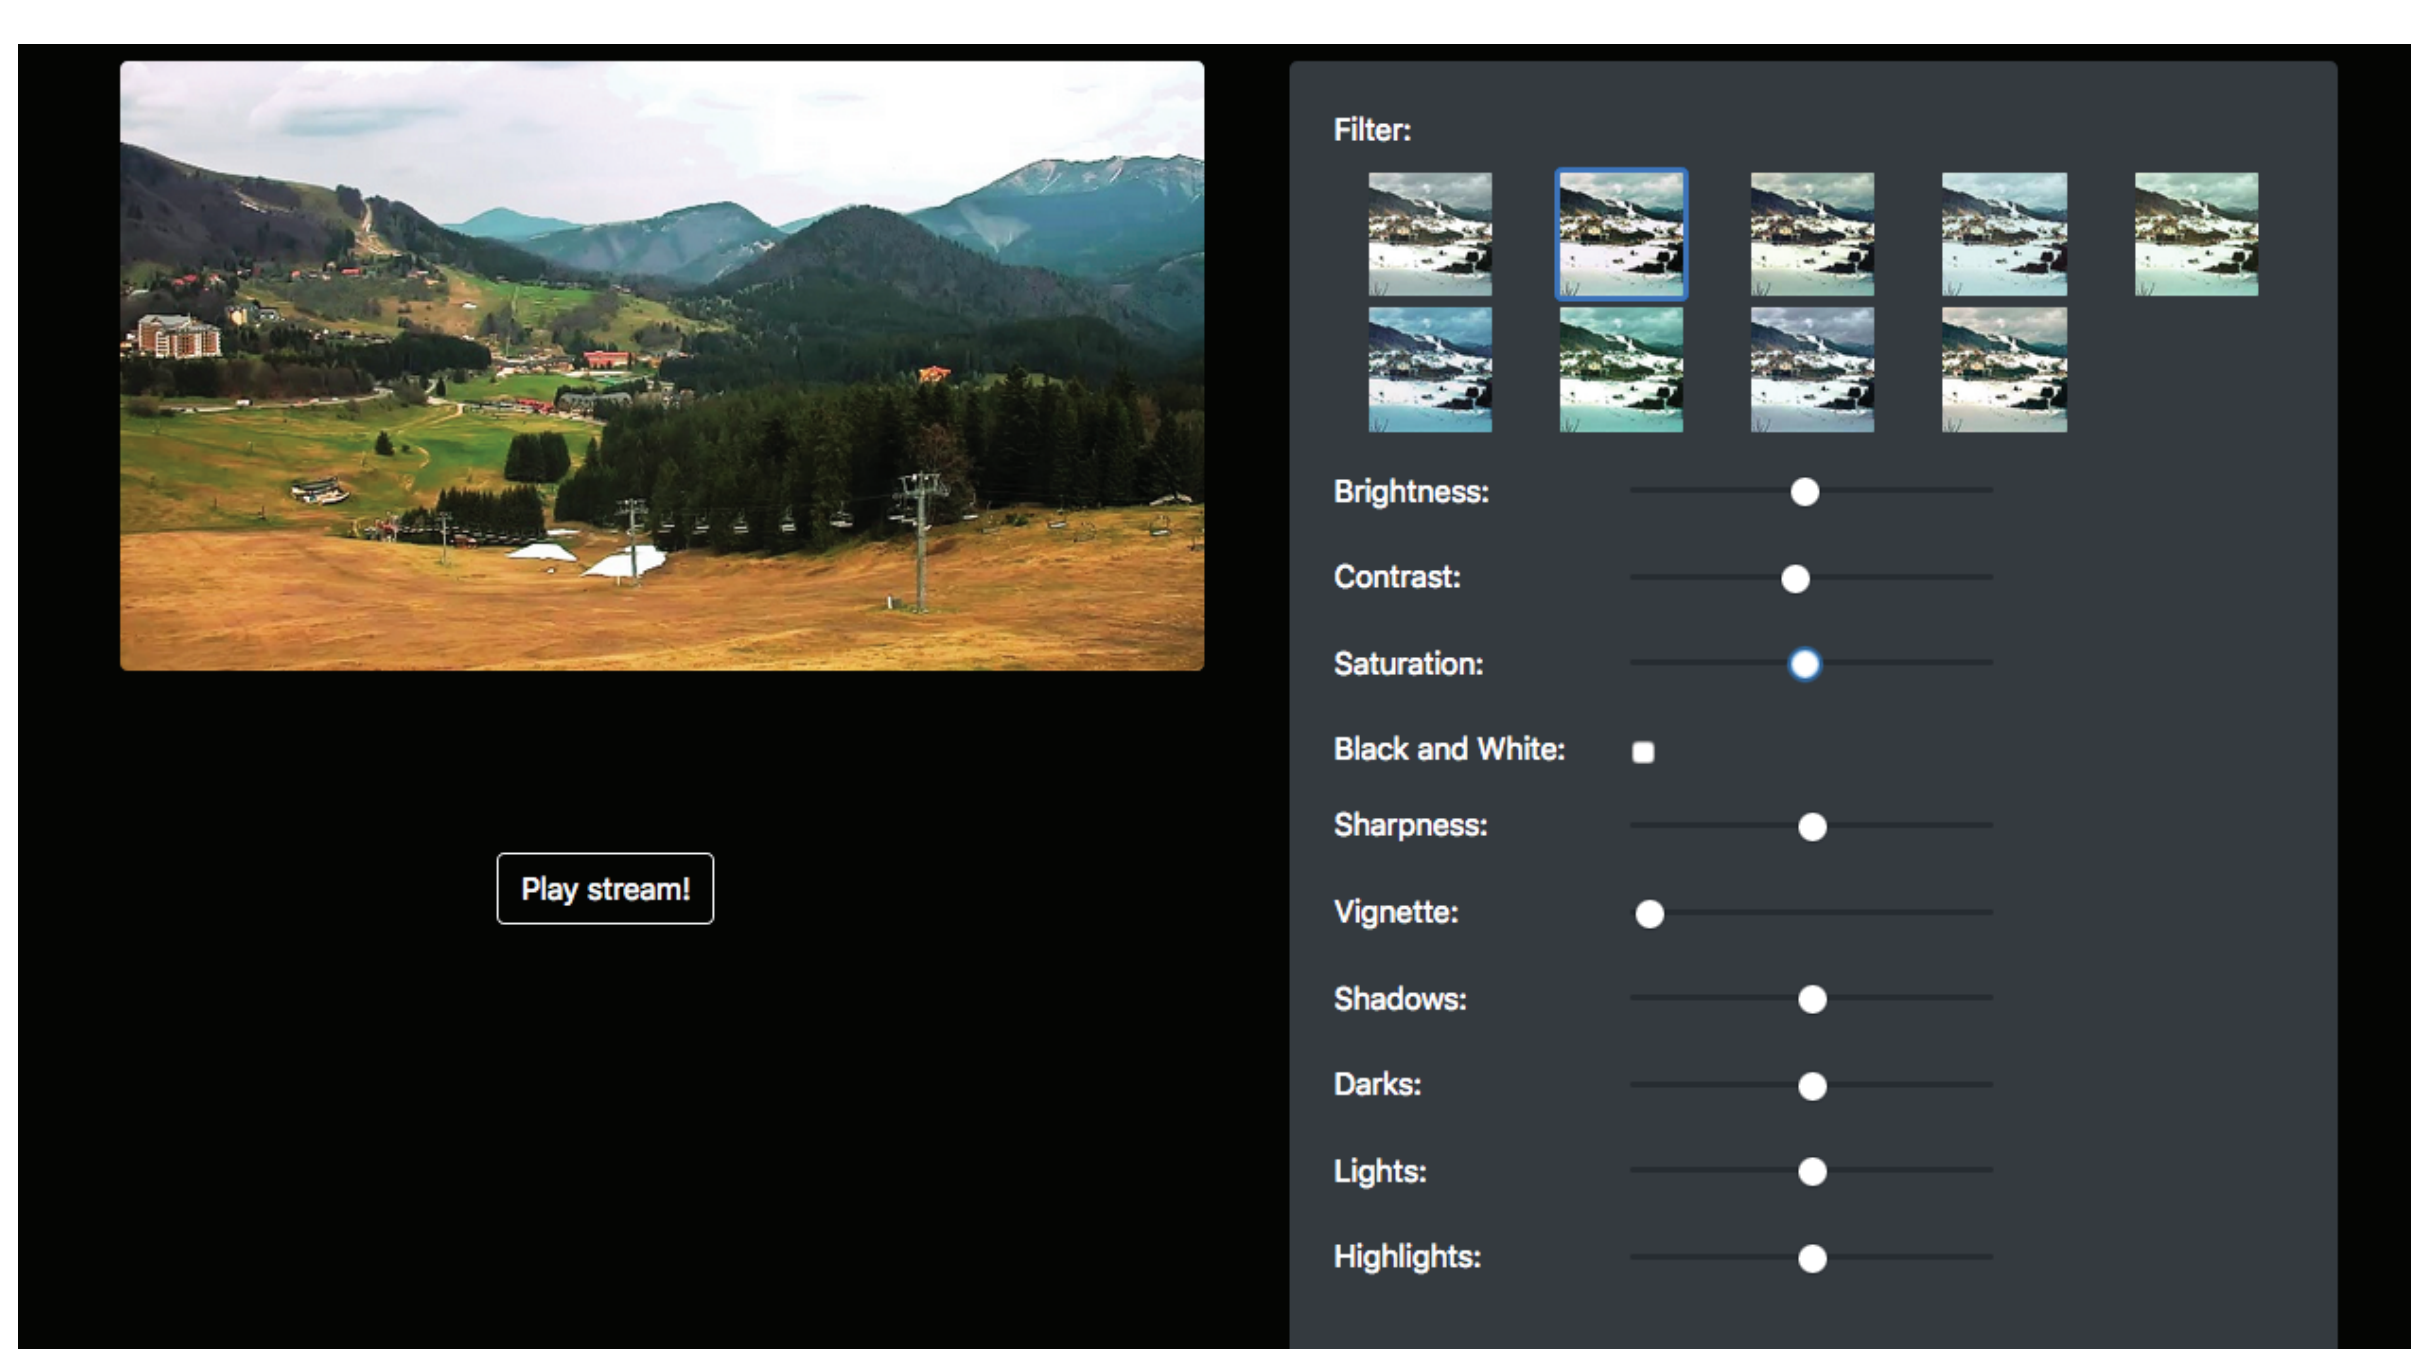 Filter:
Brightness:
Contrast:
Saturation:
Black and White:
Sharpness:
Vignette:
Shadows:
Darks:
Lights:
Highlights:
Play stream!